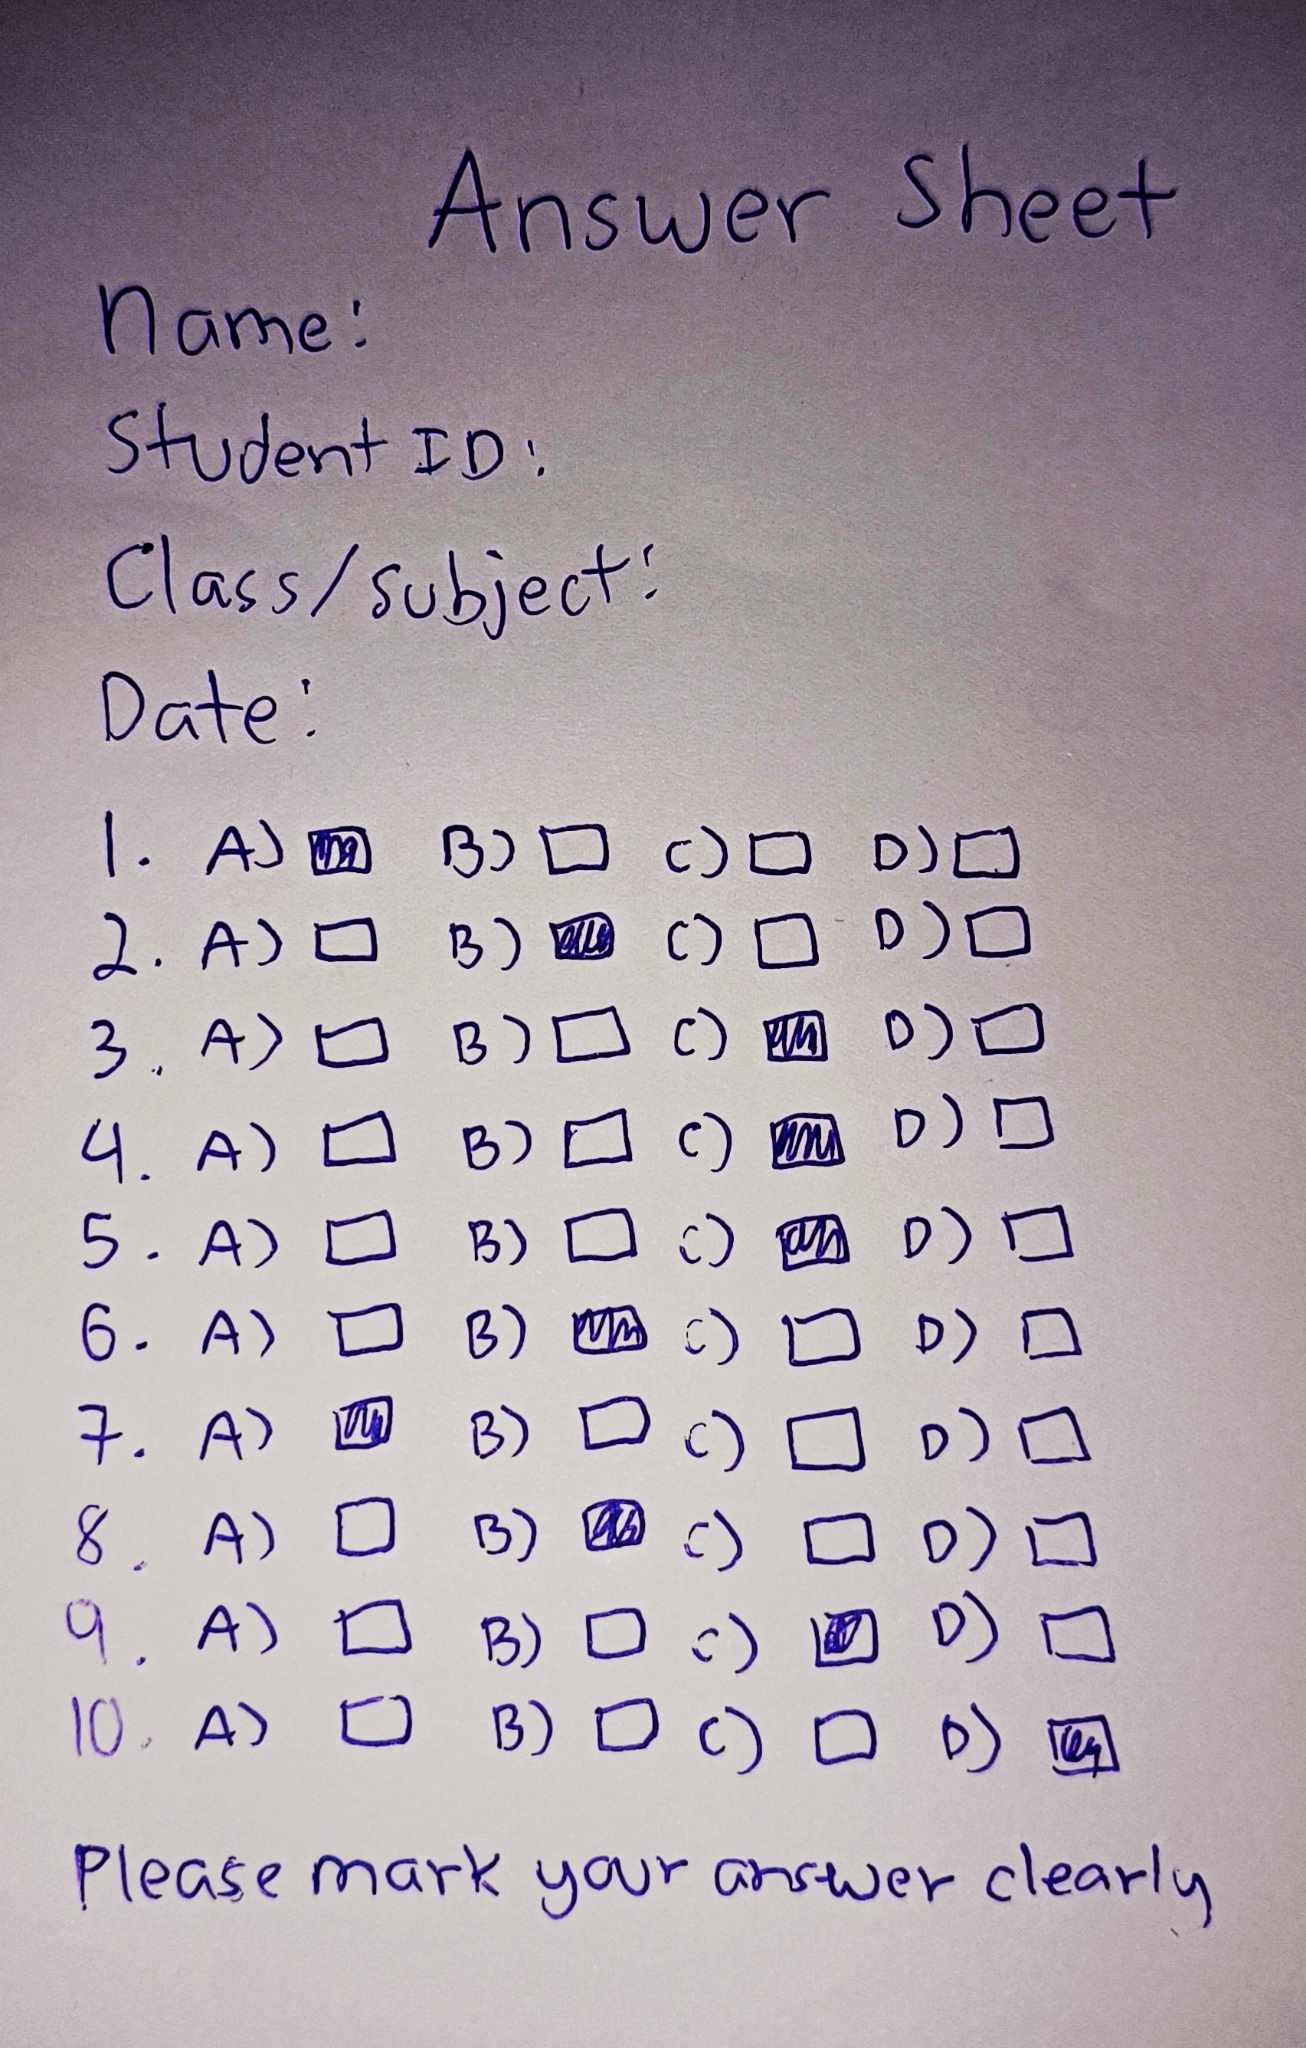 Answer Sheet
Name:
Student ID:
Class/subject:
Date:
1. A) ■ B) □ C) □ D) □
2. A) □ B) ■ C) □ D) □
3. A) □ B) □ C) ■ D) □
4. A) □ B) □ C) ■ D) □
5. A) □ B) □ C) ■ D) □
6. A) □ B) ■ C) □ D) □
7. A) ■ B) □ C) □ D) □
8. A) □ B) ■ C) □ D) □
9. A) □ B) □ C) ■ D) □
10. A) □ B) □ C) □ D) ■
Please mark your answer clearly